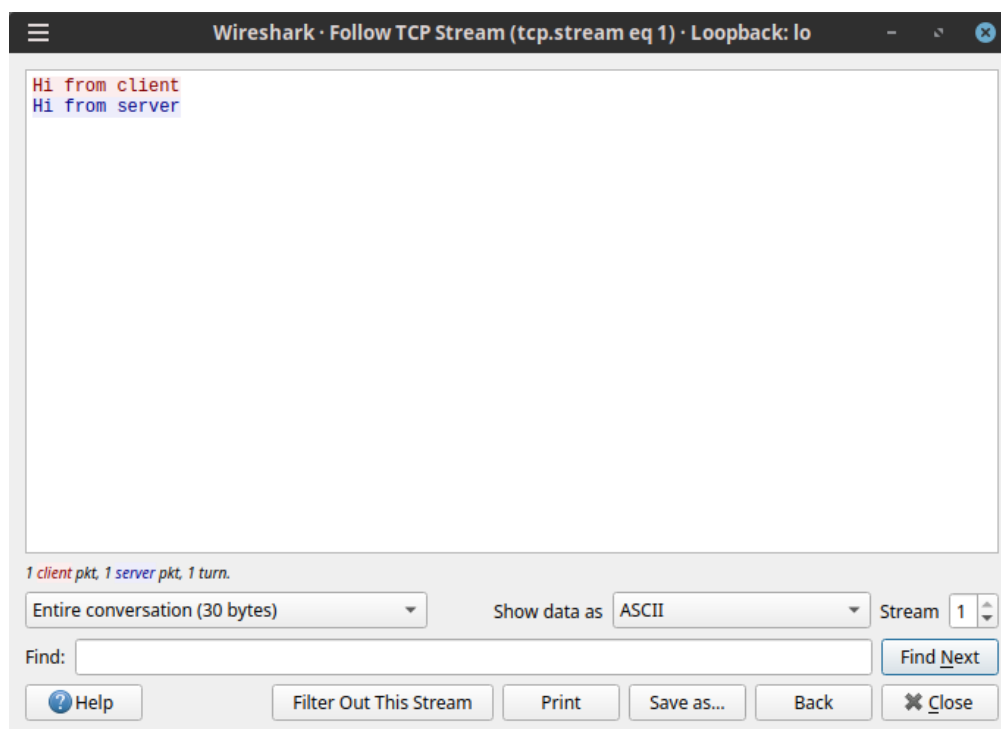 Wireshark · Follow TCP Stream (tcp.stream eq 1) · Loopback: lo
Hi from client
Hi from server
1 client pkt, 1 server pkt, 1 turn.
Entire conversation (30 bytes) Show data as ASCII Stream 1
Find: Find Next
Help Filter Out This Stream Print Save as... Back Close